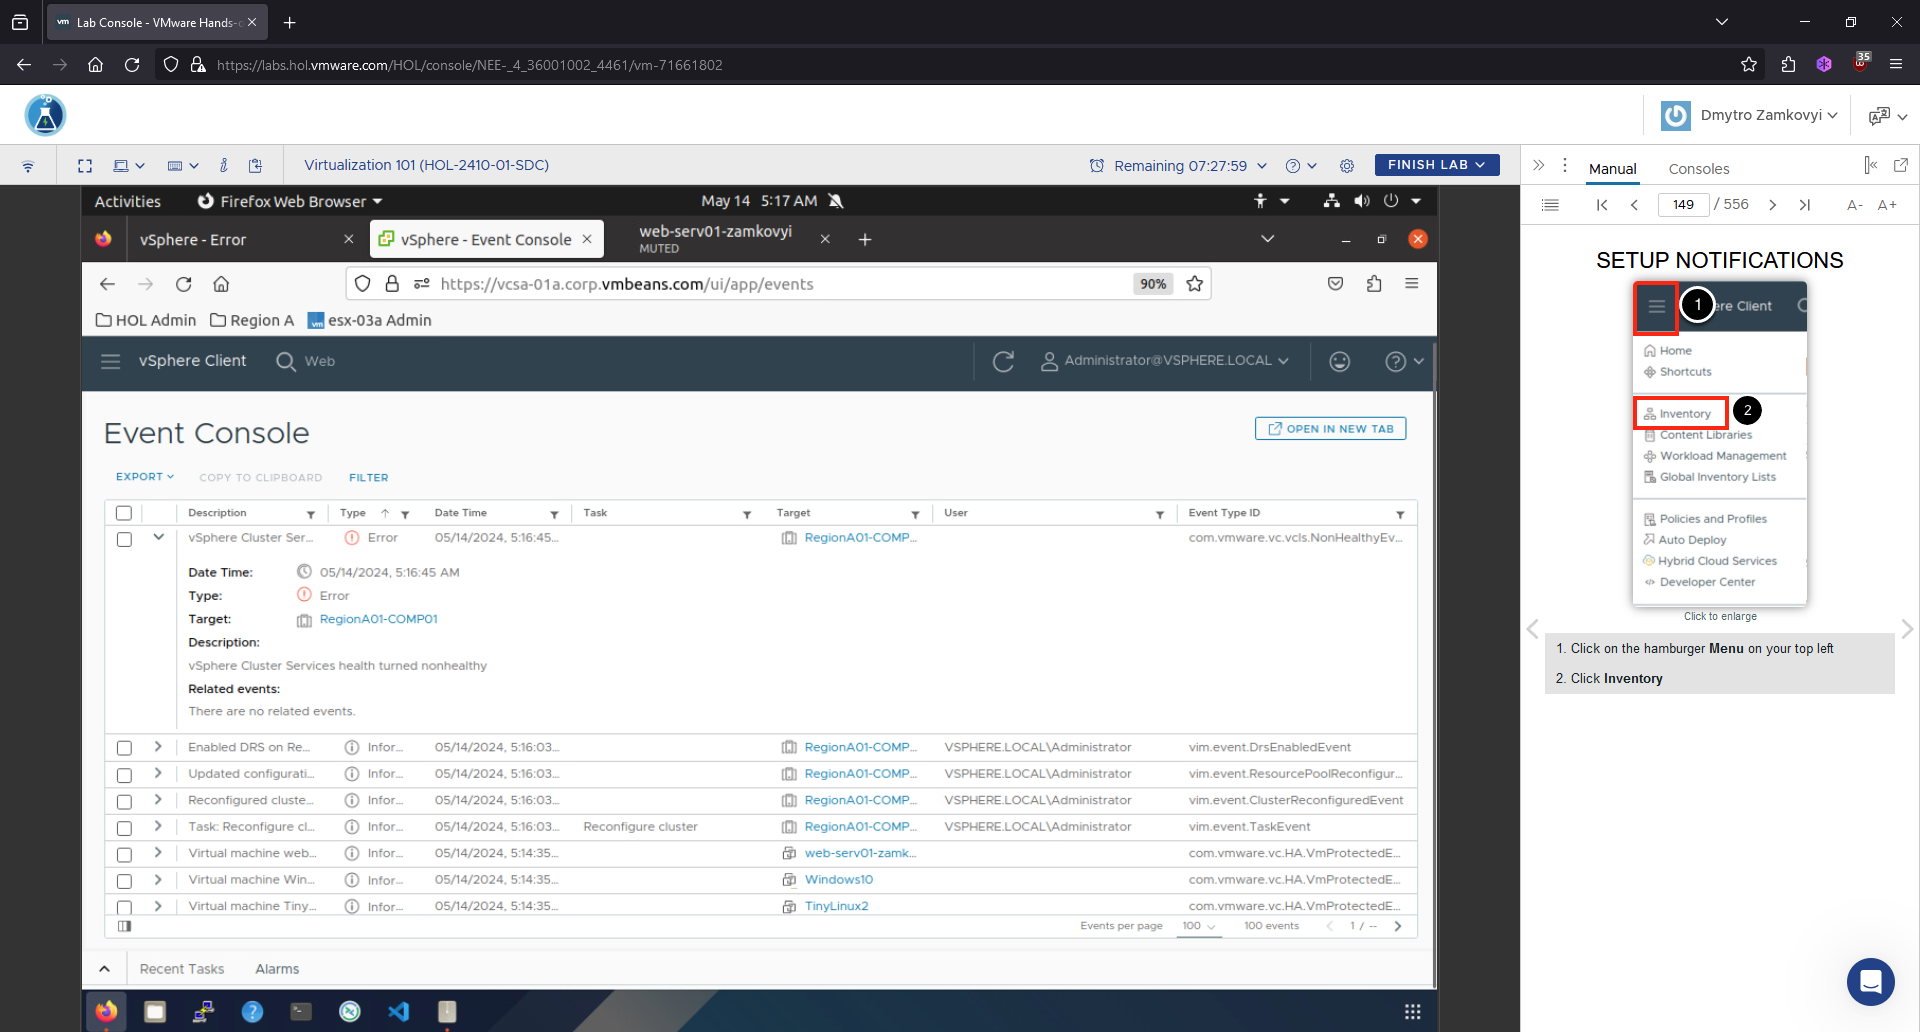 Lab Console - VMware Hands-o
https://labs.hol.vmware.com/HOL/console/NEE-_4_36001002_4461/vm-71661802
35
Dmytro Zamkovyi
Virtualization 101 (HOL-2410-01-SDC)
Remaining 07:27:59
FINISH LAB
Manual
Consoles
149 / 556
A- A+
Activities
Firefox Web Browser
May 14 5:17 AM
vSphere - Error
vSphere - Event Console
web-serv01-zamkovyi
MUTED
https://vcsa-01a.corp.vmbeans.com/ui/app/events
90%
HOL Admin
Region A
vm esx-03a Admin
vSphere Client
Web
Administrator@VSPHERE.LOCAL
Event Console
OPEN IN NEW TAB
EXPORT
COPY TO CLIPBOARD
FILTER
Description Type Date Time Task Target User Event Type ID
vSphere Cluster Ser... Error 05/14/2024, 5:16:45... RegionA01-COMP... com.vmware.vc.vcls.NonHealthyEv...
Date Time: 05/14/2024, 5:16:45 AM
Type: Error
Target: RegionA01-COMP01
Description:
vSphere Cluster Services health turned nonhealthy
Related events:
There are no related events.
Enabled DRS on Re... Infor... 05/14/2024, 5:16:03... RegionA01-COMP... VSPHERE.LOCAL\Administrator vim.event.DrsEnabledEvent
Updated configurati... Infor... 05/14/2024, 5:16:03... RegionA01-COMP... VSPHERE.LOCAL\Administrator vim.event.ResourcePoolReconfigur...
Reconfigured cluste... Infor... 05/14/2024, 5:16:03... RegionA01-COMP... VSPHERE.LOCAL\Administrator vim.event.ClusterReconfiguredEvent
Task: Reconfigure cl... Infor... 05/14/2024, 5:16:03... Reconfigure cluster RegionA01-COMP... VSPHERE.LOCAL\Administrator vim.event.TaskEvent
Virtual machine web... Infor... 05/14/2024, 5:14:35... web-serv01-zamk... com.vmware.vc.HA.VmProtectedE...
Virtual machine Win... Infor... 05/14/2024, 5:14:35... Windows10 com.vmware.vc.HA.VmProtectedE...
Virtual machine Tiny... Infor... 05/14/2024, 5:14:35... TinyLinux2 com.vmware.vc.HA.VmProtectedE...
Events per page 100 100 events 1 / --
Recent Tasks
Alarms
SETUP NOTIFICATIONS
1
ere Client
Home
Shortcuts
Inventory
2
Content Libraries
Workload Management
Global Inventory Lists
Policies and Profiles
Auto Deploy
Hybrid Cloud Services
Developer Center
Click to enlarge
1. Click on the hamburger Menu on your top left
2. Click Inventory